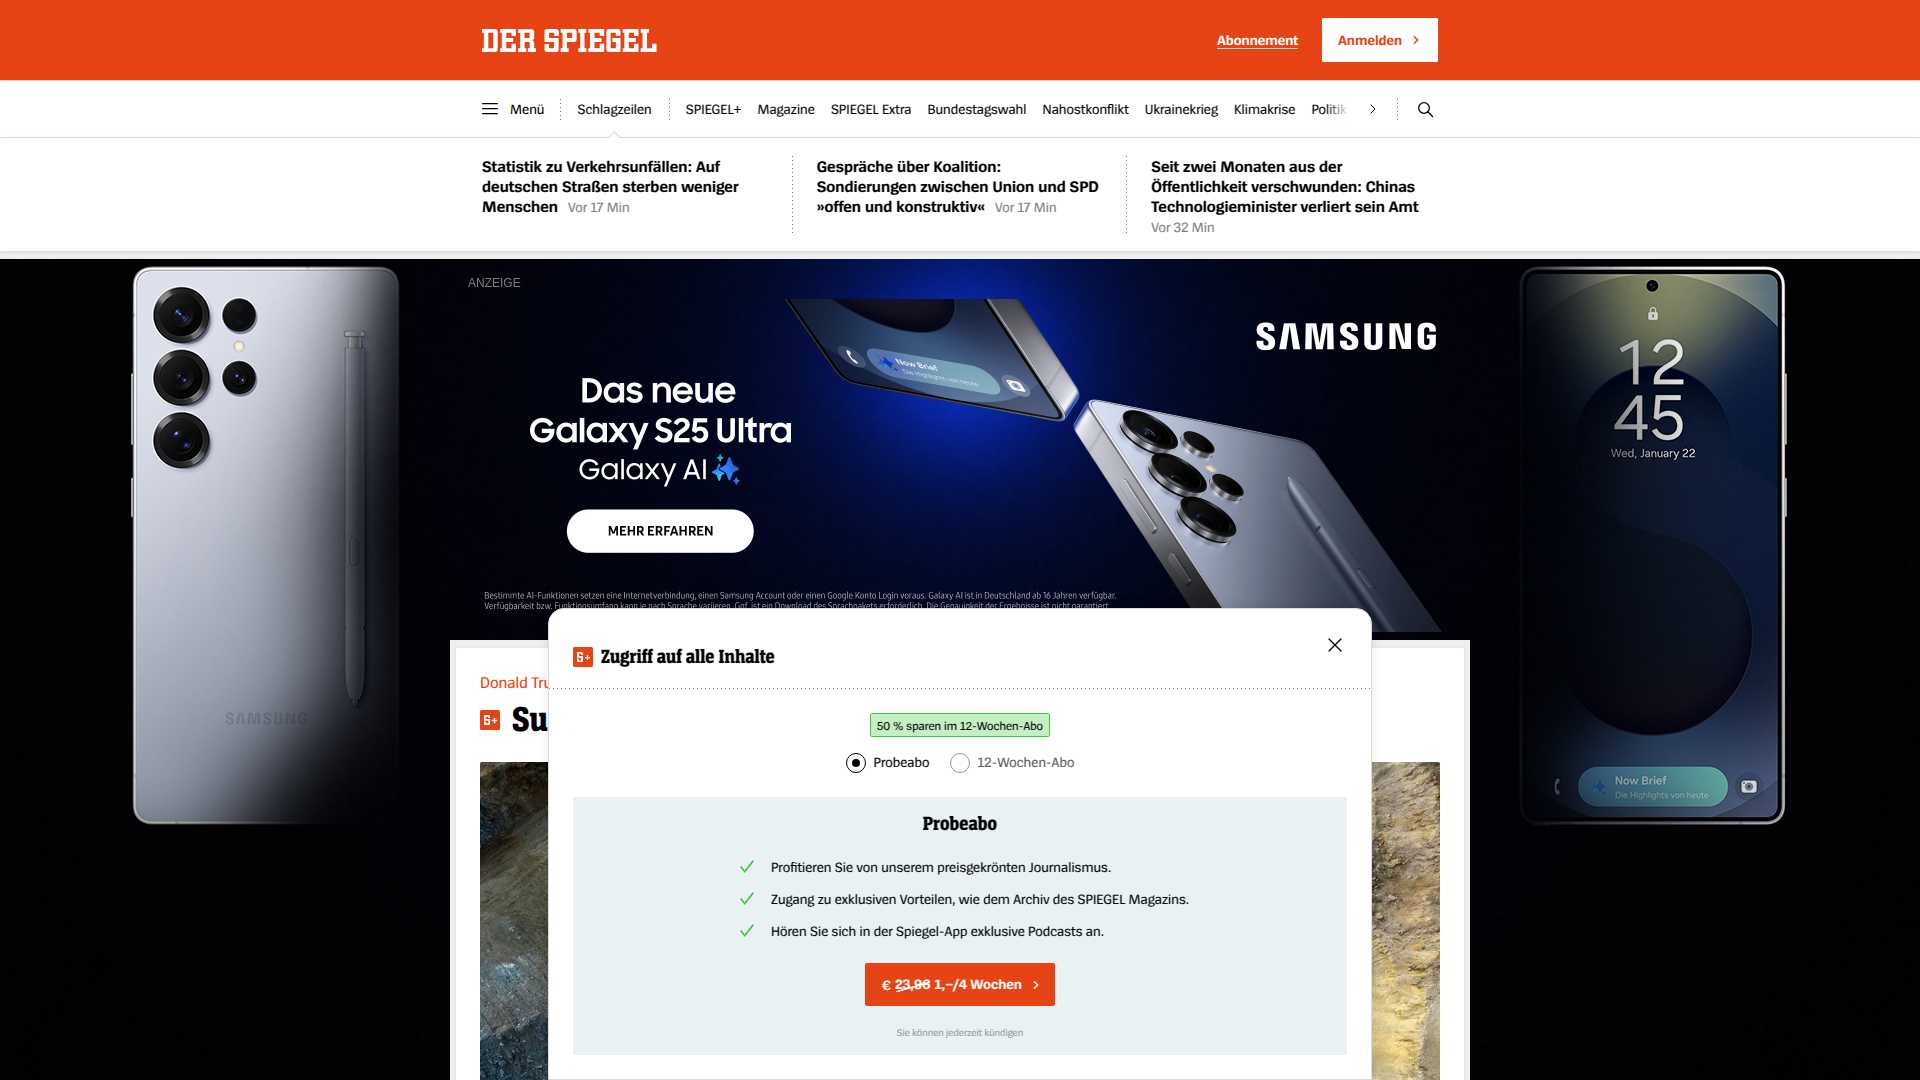 DER SPIEGEL
Abonnement
Anmelden
Menü
Schlagzeilen
SPIEGEL+
Magazine
SPIEGEL Extra
Bundestagswahl
Nahostkonflikt
Ukrainekrieg
Klimakrise
Politik
Statistik zu Verkehrsunfällen: Auf
deutschen Straßen sterben weniger
Menschen Vor 17 Min
Gespräche über Koalition:
Sondierungen zwischen Union und SPD
»offen und konstruktiv« Vor 17 Min
Seit zwei Monaten aus der
Öffentlichkeit verschwunden: Chinas
Technologieminister verliert sein Amt
Vor 32 Min
ANZEIGE
SAMSUNG
Das neue
Galaxy S25 Ultra
Galaxy AI
MEHR ERFAHREN
Now Brief
Die Highlights von heute
Bestimmte AI-Funktionen setzen eine Internetverbindung, einen Samsung Account oder einen Google Konto Login voraus. Galaxy AI ist in Deutschland ab 16 Jahren verfügbar.
Verfügbarkeit bzw. Funktionsumfang kann je nach Sprache variieren. Ggf. ist ein Download des Sprachpakets erforderlich. Die Genauigkeit der Ergebnisse ist nicht garantiert.
SAMSUNG
12
45
Wed, January 22
Now Brief
Die Highlights von heute
Donald Tru
S+ Su
S+ Zugriff auf alle Inhalte
50 % sparen im 12-Wochen-Abo
Probeabo
12-Wochen-Abo
Probeabo
Profitieren Sie von unserem preisgekrönten Journalismus.
Zugang zu exklusiven Vorteilen, wie dem Archiv des SPIEGEL Magazins.
Hören Sie sich in der Spiegel-App exklusive Podcasts an.
€ 23,96 1,–/4 Wochen
Sie können jederzeit kündigen